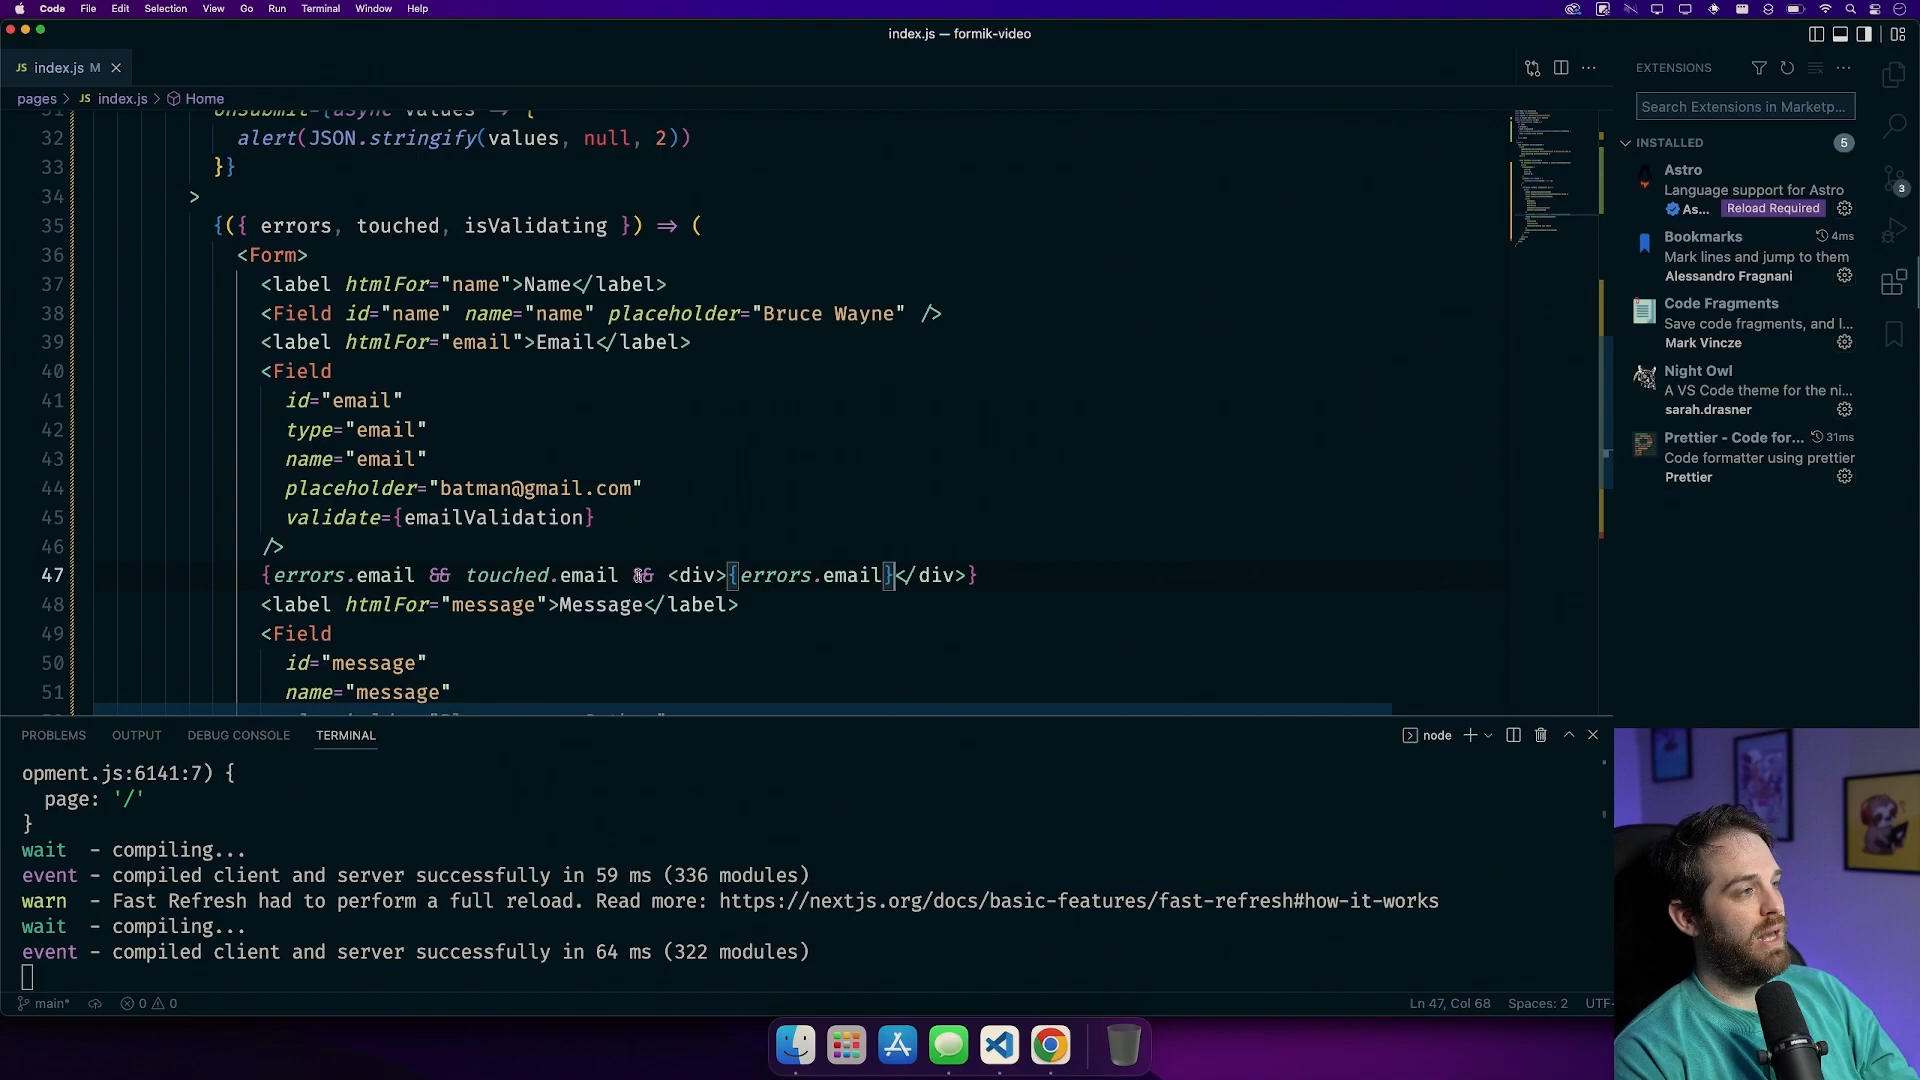 Code File Edit Selection View Go Run Terminal Window Help
index.js — formik-video
JS index.js M
pages > JS index.js > Home
32 alert(JSON.stringify(values, null, 2))
33 }}
34 >
35 {({ errors, touched, isValidating }) => (
36 <Form>
37 <label htmlFor="name">Name</label>
38 <Field id="name" name="name" placeholder="Bruce Wayne" />
39 <label htmlFor="email">Email</label>
40 <Field
41 id="email"
42 type="email"
43 name="email"
44 placeholder="batman@gmail.com"
45 validate={emailValidation}
46 />
47 {errors.email && touched.email && <div>{errors.email}</div>}
48 <label htmlFor="message">Message</label>
49 <Field
50 id="message"
51 name="message"
PROBLEMS OUTPUT DEBUG CONSOLE TERMINAL
node
opment.js:6141:7) {
page: '/'
}
wait - compiling...
event - compiled client and server successfully in 59 ms (336 modules)
warn - Fast Refresh had to perform a full reload. Read more: https://nextjs.org/docs/basic-features/fast-refresh#how-it-works
wait - compiling...
event - compiled client and server successfully in 64 ms (322 modules)
main* 0 0
Ln 47, Col 68 Spaces: 2 UTF-
EXTENSIONS
Search Extensions in Marketp...
INSTALLED 5
Astro
Language support for Astro
As... Reload Required
Bookmarks 4ms
Mark lines and jump to them
Alessandro Fragnani
Code Fragments
Save code fragments, and l...
Mark Vincze
Night Owl
A VS Code theme for the ni...
sarah.drasner
Prettier - Code for... 31ms
Code formatter using prettier
Prettier
3